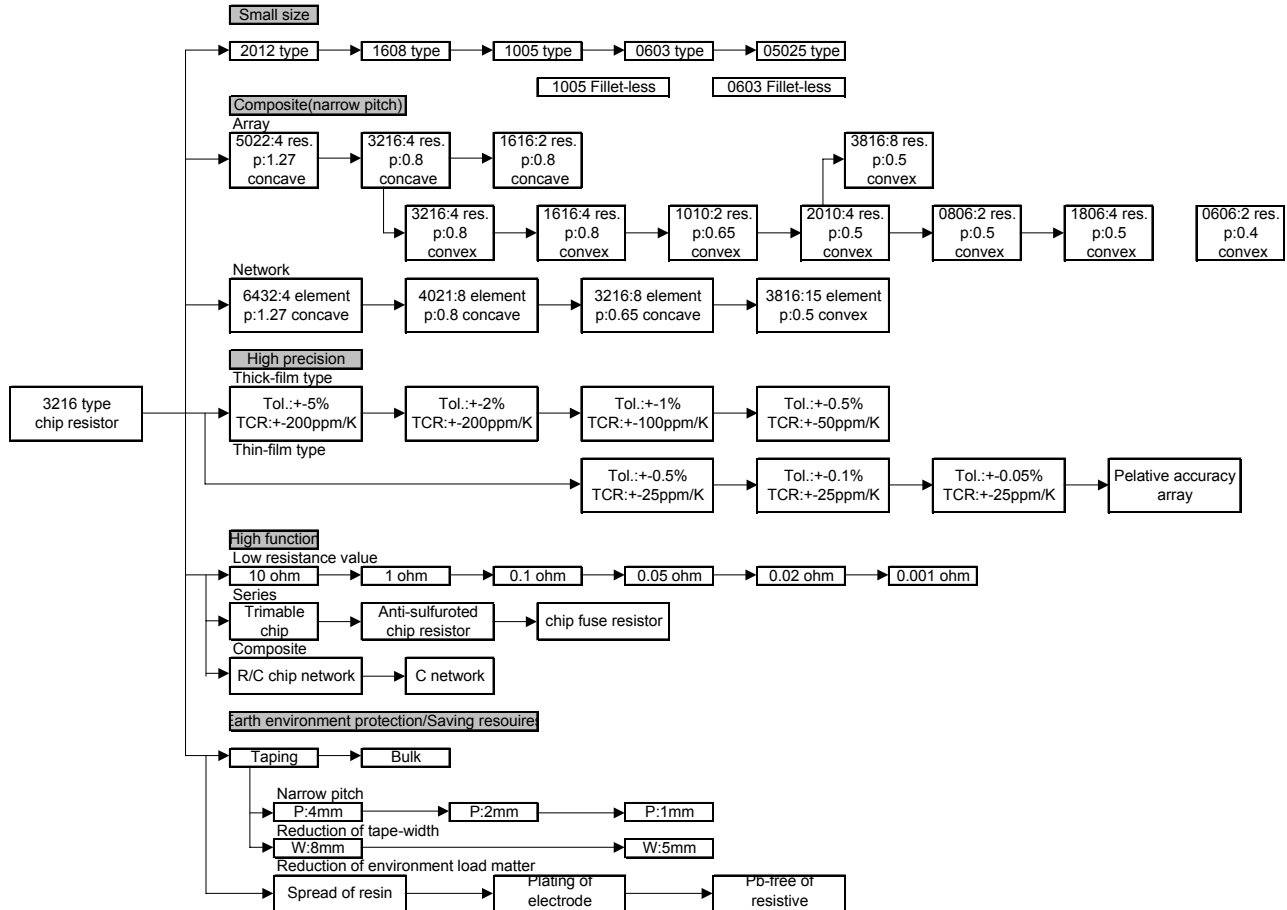 Small size
2012 type
1608 type
1005 type
0603 type
05025 type
1005 Fillet-less
0603 Fillet-less
Composite(narrow pitch)
Array
5022:4 res.
p:1.27
concave
3216:4 res.
p:0.8
concave
1616:2 res.
p:0.8
concave
3816:8 res.
p:0.5
convex
3216:4 res.
p:0.8
convex
1616:4 res.
p:0.8
convex
1010:2 res.
p:0.65
convex
2010:4 res.
p:0.5
convex
0806:2 res.
p:0.5
convex
1806:4 res.
p:0.5
convex
0606:2 res.
p:0.4
convex
Network
6432:4 element
p:1.27 concave
4021:8 element
p:0.8 concave
3216:8 element
p:0.65 concave
3816:15 element
p:0.5 convex
High precision
Thick-film type
3216 type
chip resistor
Tol.:+-5%
TCR:+-200ppm/K
Tol.:+-2%
TCR:+-200ppm/K
Tol.:+-1%
TCR:+-100ppm/K
Tol.:+-0.5%
TCR:+-50ppm/K
Thin-film type
Tol.:+-0.5%
TCR:+-25ppm/K
Tol.:+-0.1%
TCR:+-25ppm/K
Tol.:+-0.05%
TCR:+-25ppm/K
Pelative accuracy
array
High function
Low resistance value
10 ohm
1 ohm
0.1 ohm
0.05 ohm
0.02 ohm
0.001 ohm
Series
Trimable
chip
Anti-sulfuroted
chip resistor
chip fuse resistor
Composite
R/C chip network
C network
Earth environment protection/Saving resouires
Taping
Bulk
Narrow pitch
P:4mm
P:2mm
P:1mm
Reduction of tape-width
W:8mm
W:5mm
Reduction of environment load matter
Spread of resin
Plating of
electrode
Pb-free of
resistive